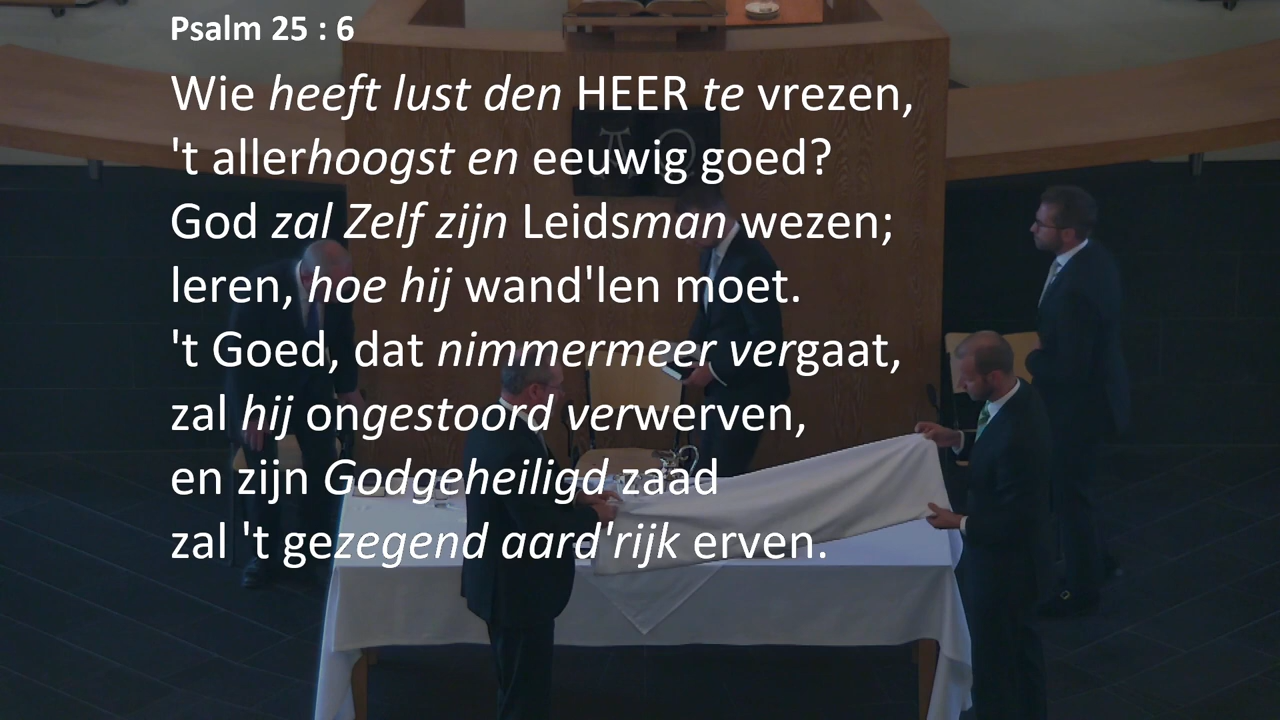 Psalm 25 : 6
Wie heeft lust den HEER te vrezen,
't allerhoogst en eeuwig goed?
God zal Zelf zijn Leidsman wezen;
leren, hoe hij wand'len moet.
't Goed, dat nimmermeer vergaat,
zal hij ongestoord verwerven,
en zijn Godgeheiligd zaad
zal 't gezegend aard'rijk erven.